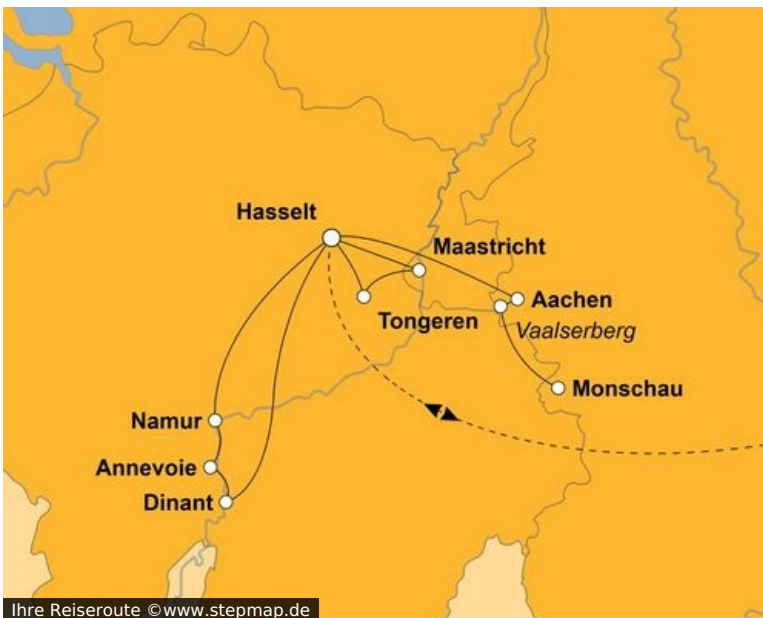 Hasselt
Maastricht
Aachen
Tongeren
Vaalserberg
Monschau
Namur
Annevoie
Dinant
Ihre Reiseroute ©www.stepmap.de